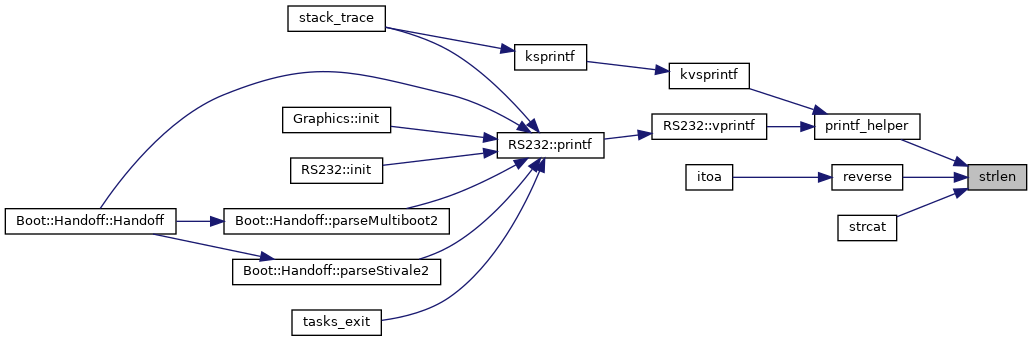 stack_trace
ksprintf
kvsprintf
Graphics::init
RS232::vprintf
printf_helper
RS232::printf
RS232::init
itoa
reverse
strlen
Boot::Handoff::Handoff
Boot::Handoff::parseMultiboot2
strcat
Boot::Handoff::parseStivale2
tasks_exit